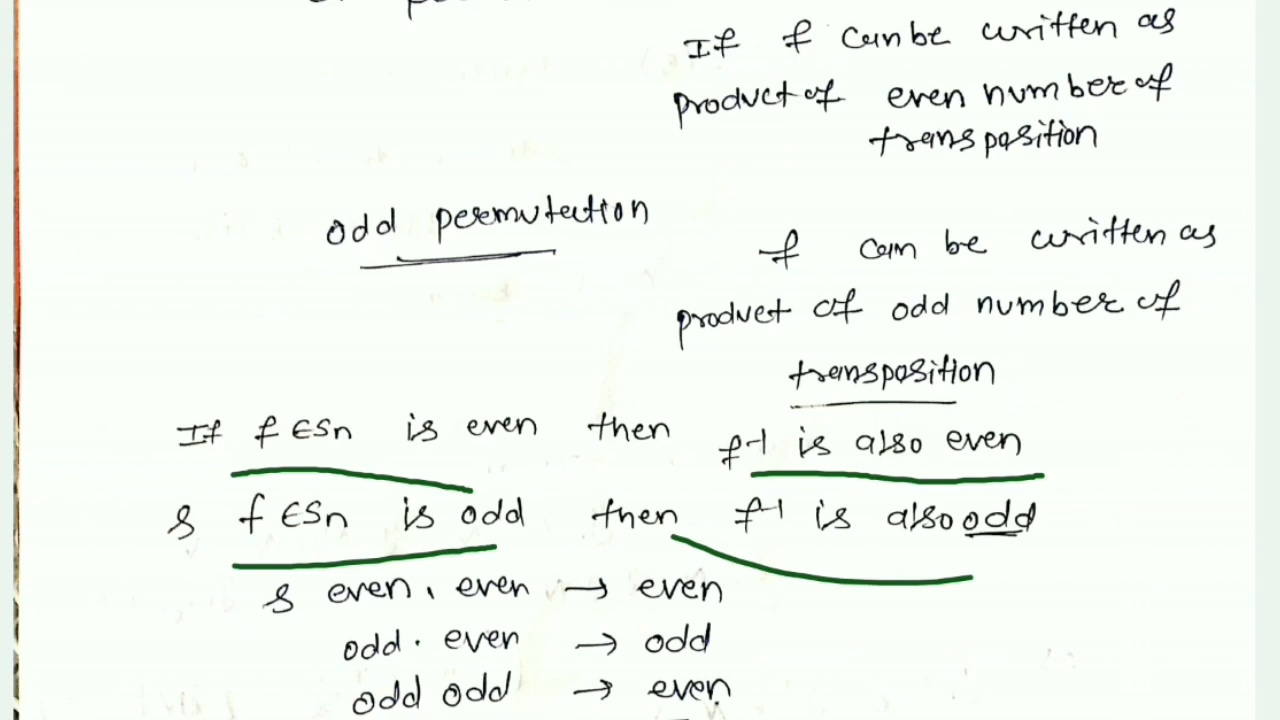 If f can be written as
product of even number of
transposition
odd permutation
f can be written as
product of odd number of
transposition
If f ∈ Sn is even then f⁻¹ is also even
& f ∈ Sn is odd then f⁻¹ is also odd
& even . even → even
odd . even → odd
odd odd → even